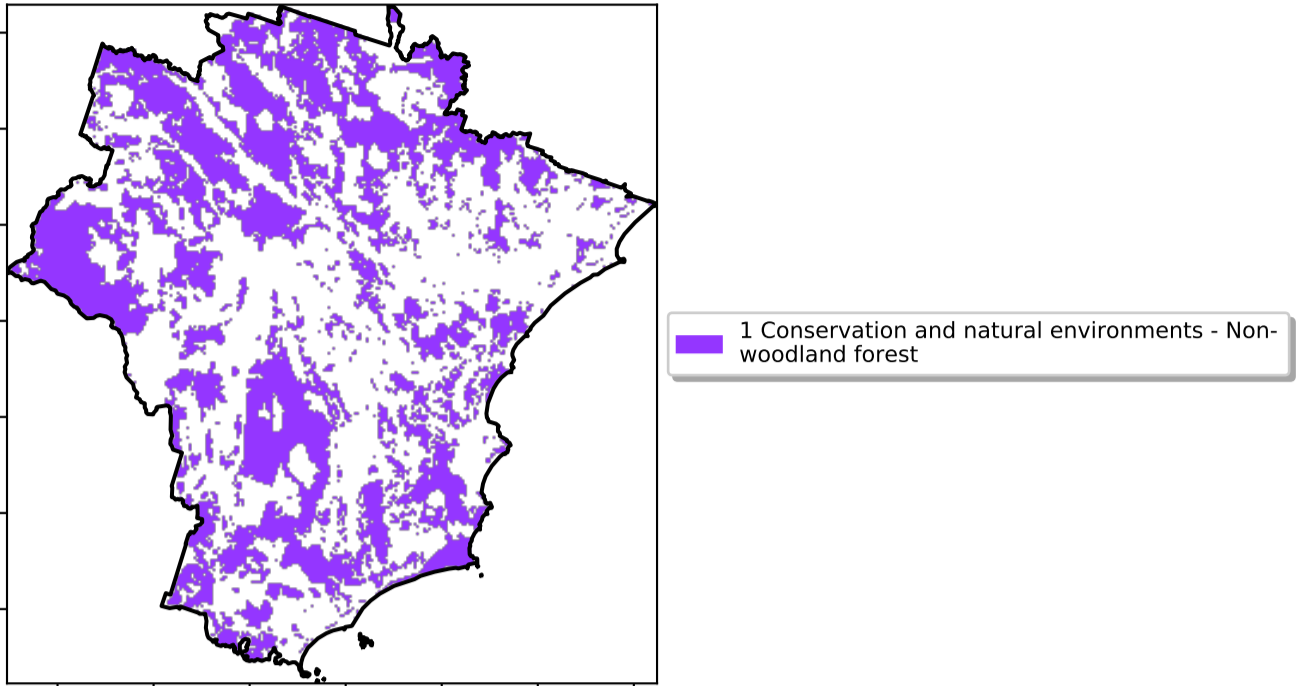 1 Conservation and natural environments - Non-
woodland forest